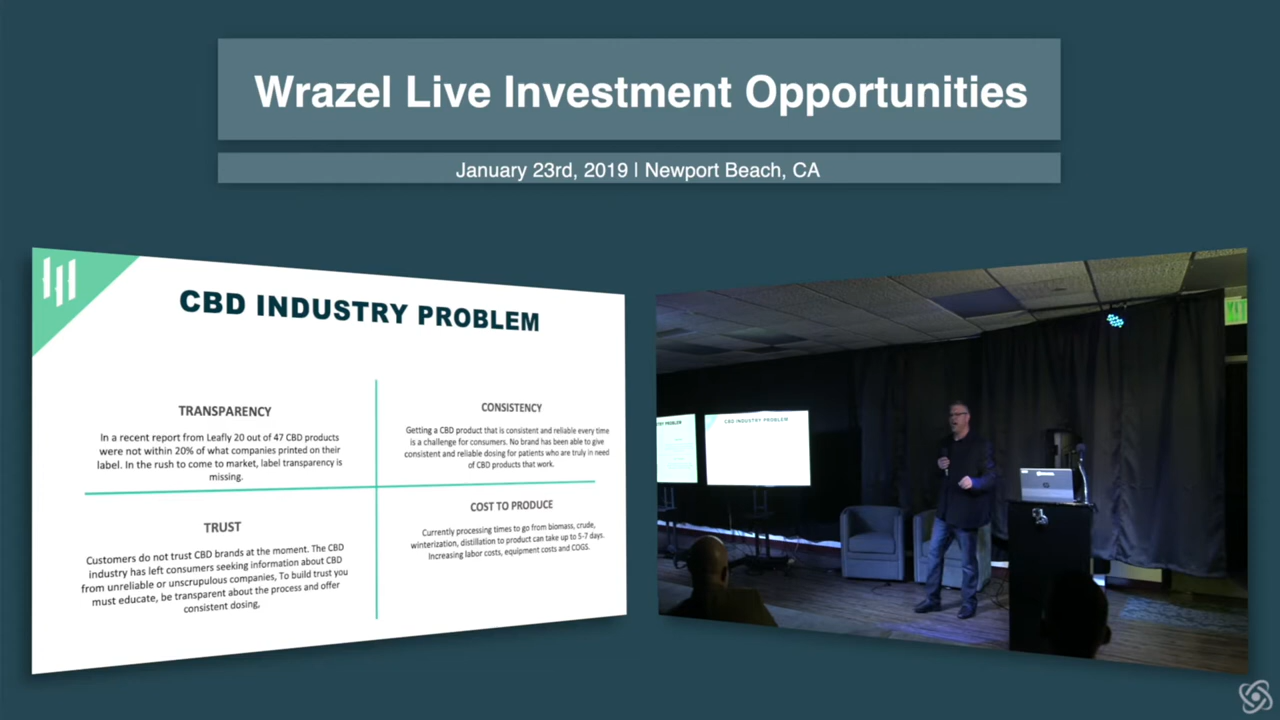 Wrazel Live Investment Opportunities
January 23rd, 2019 | Newport Beach, CA
CBD INDUSTRY PROBLEM
TRANSPARENCY
In a recent report from Leafly 20 out of 47 CBD products
were not within 20% of what companies printed on their
label. In the rush to come to market, label transparency is
missing.
CONSISTENCY
Getting a CBD product that is consistent and reliable every time
is a challenge for consumers. No brand has been able to give
consistent and reliable dosing for patients who are truly in need
of CBD products that work.
TRUST
Customers do not trust CBD brands at the moment. The CBD
industry has left consumers seeking information about CBD
from unreliable or unscrupulous companies, To build trust you
must educate, be transparent about the process and offer
consistent dosing,
COST TO PRODUCE
Currently processing times to go from biomass, crude,
winterization, distillation to product can take up to 5-7 days.
Increasing labor costs, equipment costs and COGS.
CBD INDUSTRY PROBLEM